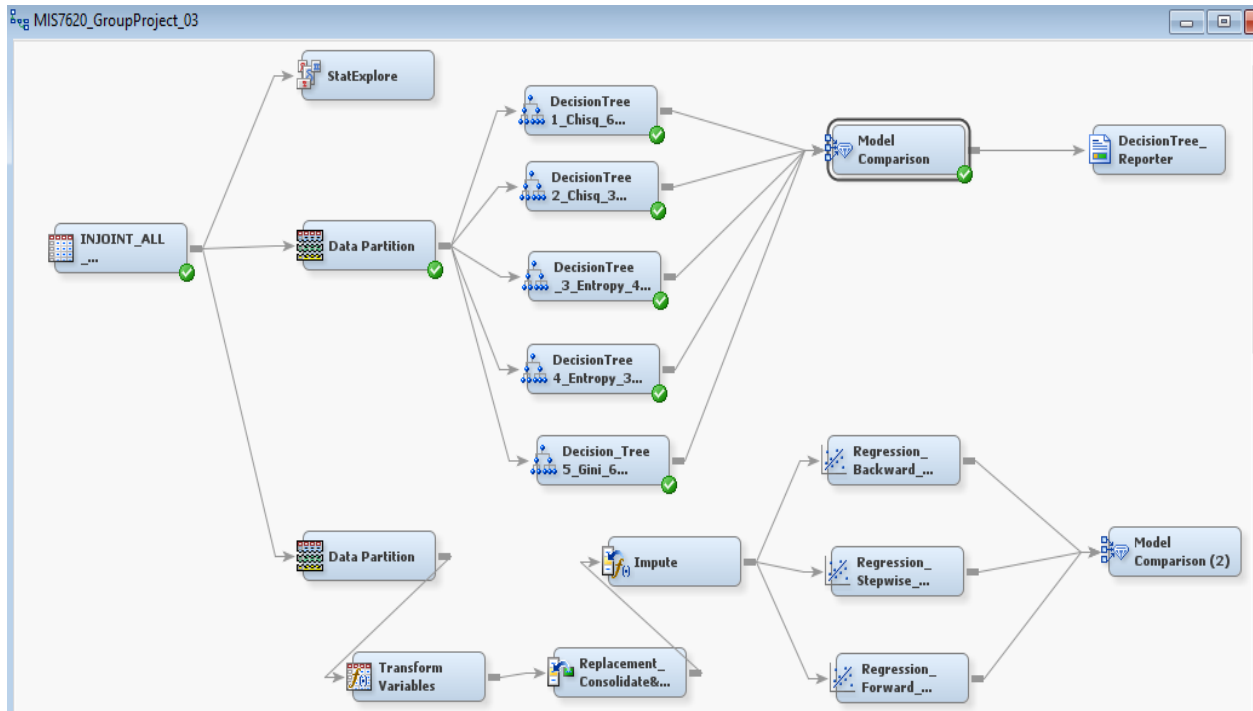 MIS7620_GroupProject_03
StatExplore
DecisionTree
1_Chisq_6...
Model
Comparison
DecisionTree_
Reporter
DecisionTree
2_Chisq_3...
INJOINT_ALL
_...
Data Partition
DecisionTree
_3_Entropy_4...
DecisionTree
4_Entropy_3...
Decision_Tree
5_Gini_6...
Regression_
Backward_...
Data Partition
Impute
Model
Comparison (2)
Regression_
Stepwise_...
Transform
Variables
Replacement_
Consolidate&...
Regression_
Forward_...